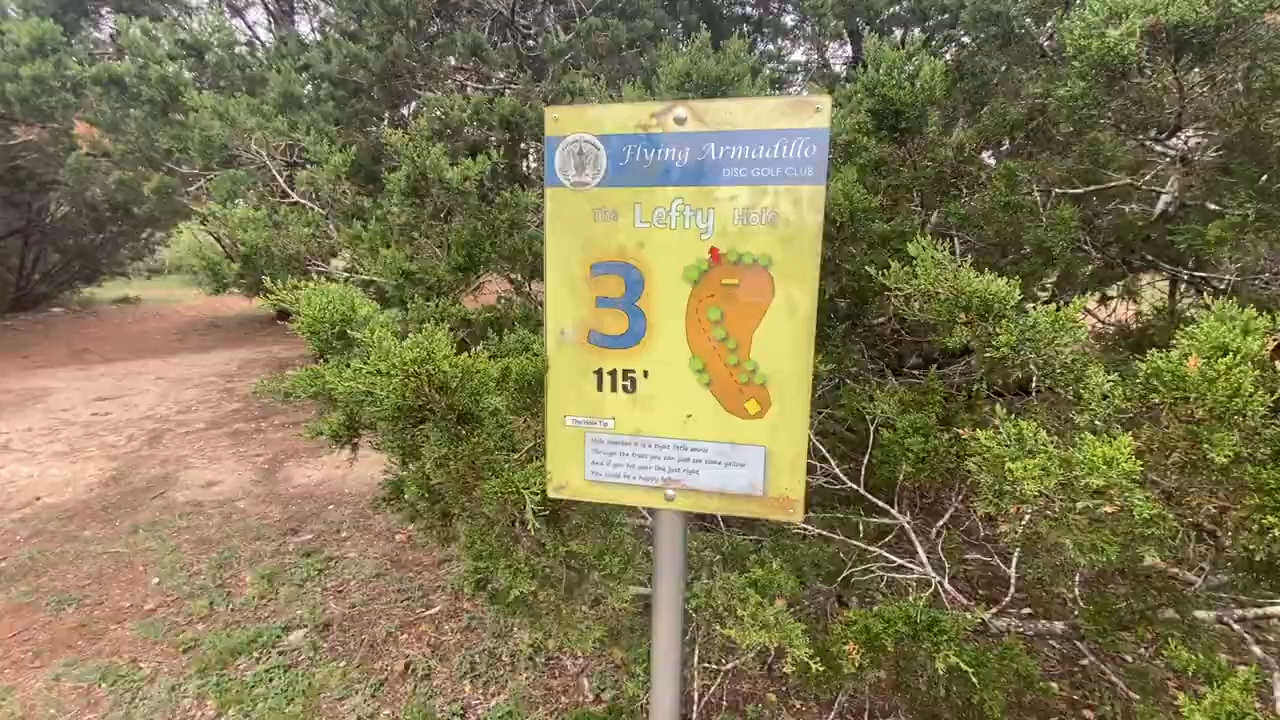 Flying Armadillo
DISC GOLF CLUB
The Lefty Hole
3
115'
The Hole Tip
Hole number 3 is a tight little
Through the trees you can just see some yellow
And if you hit your line just right
You could be a happy